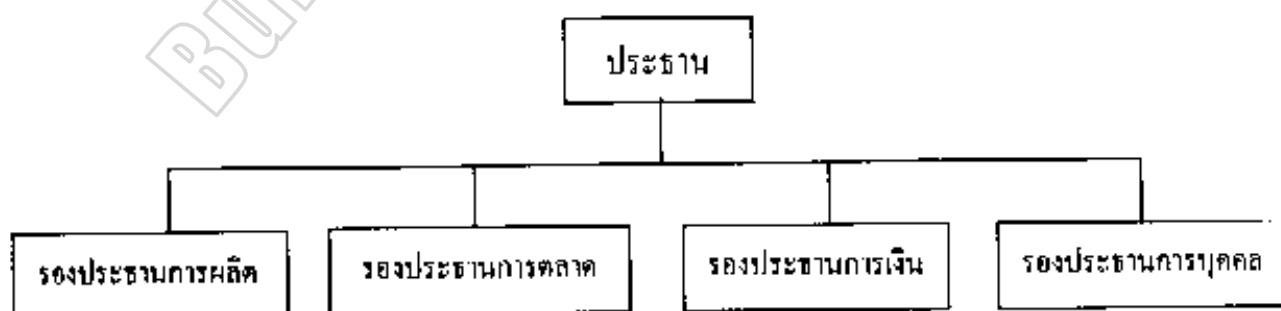 ประธาน
รองประธานการผลิต
รองประธานการตลาด
รองประธานการเงิน
รองประธานการบุคคล